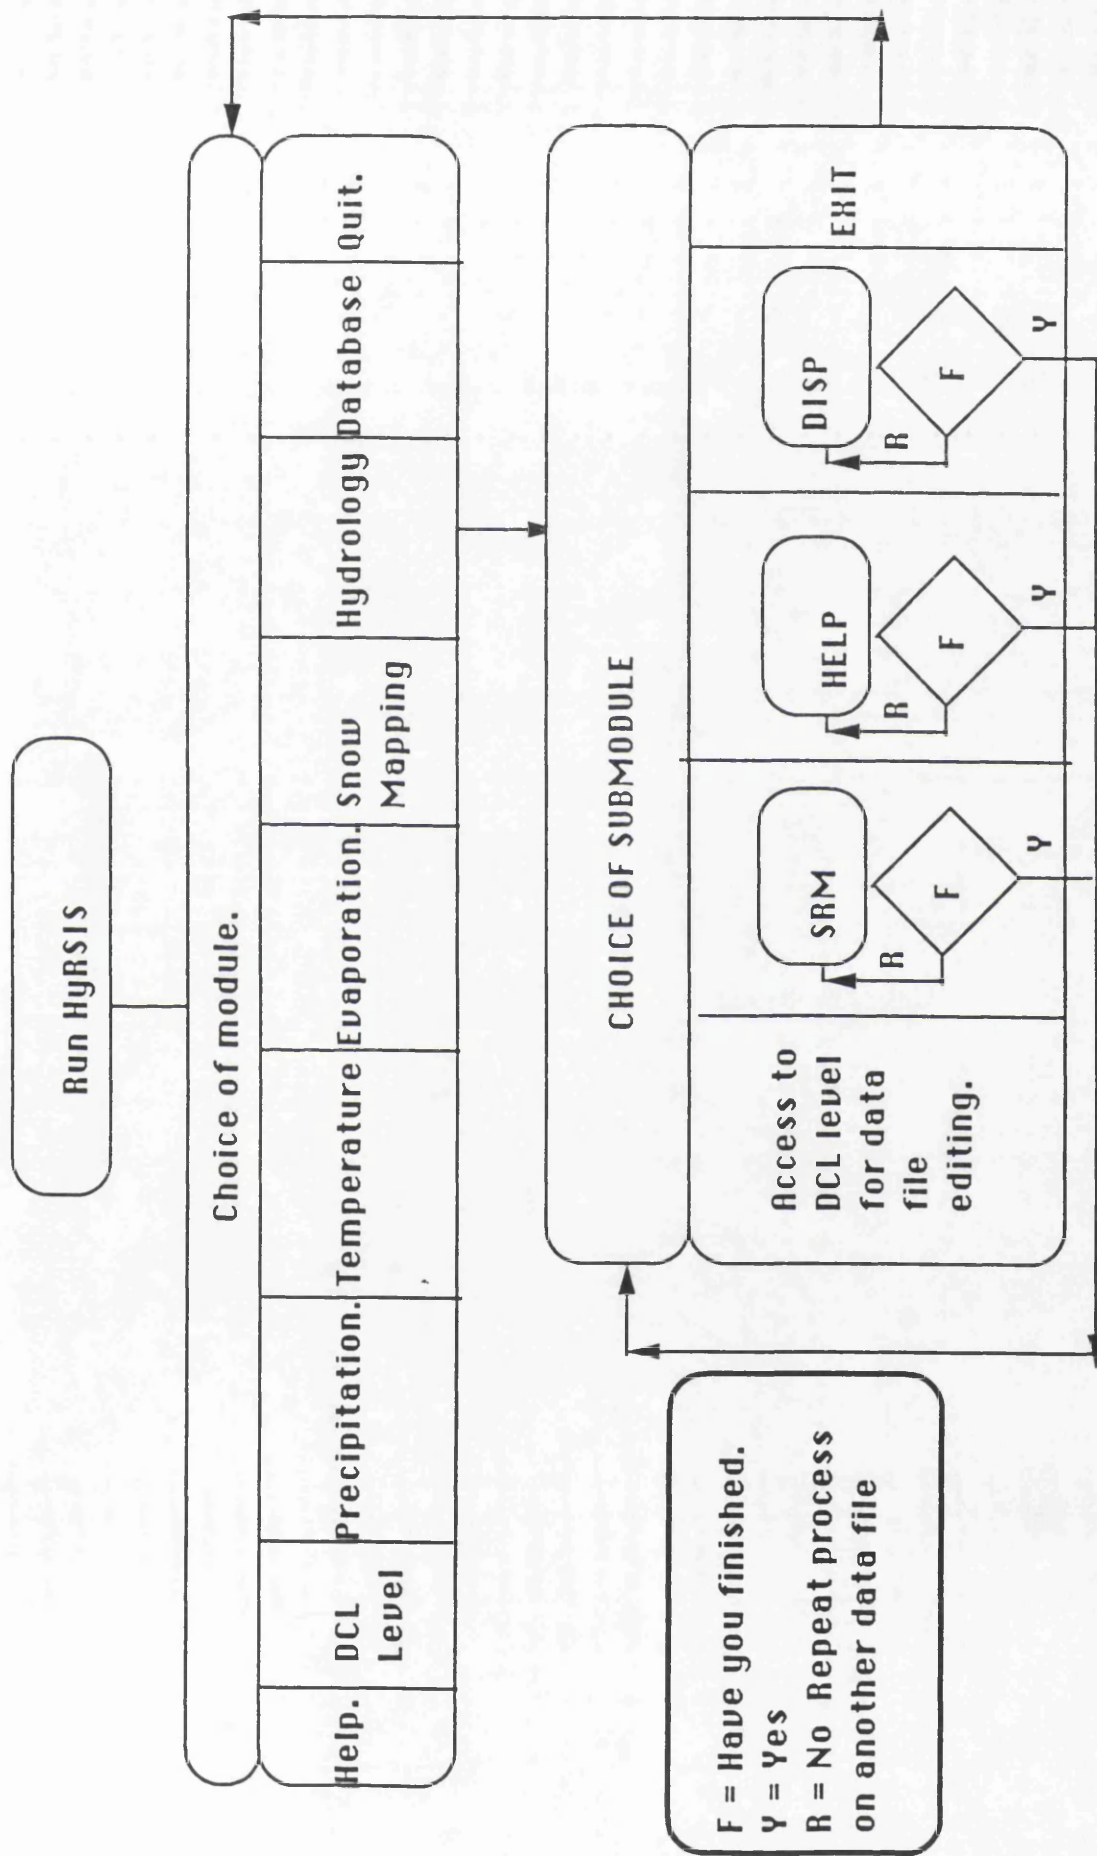 Run HyRSIS
Choice of module.
Help.
DCL
Level
Precipitation.
Temperature
Evaporation.
Snow
Mapping
Hydrology
Database
Quit.
CHOICE OF SUBMODULE
Access to
DCL level
for data
file
editing.
SRM
R
F
Y
HELP
R
F
Y
DISP
R
F
Y
EXIT
F = Have you finished.
Y = Yes
R = No Repeat process
on another data file